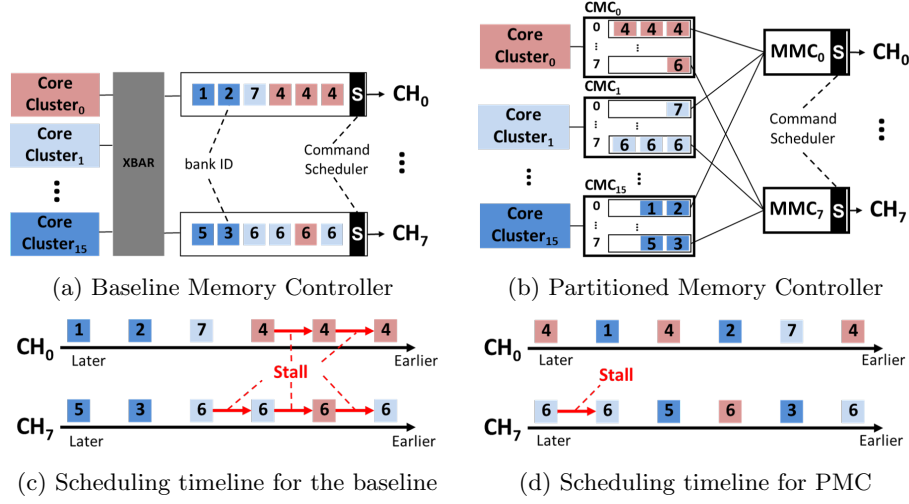 Core
Cluster0
Core
Cluster1
Core
Cluster15
XBAR
1 2 7 4 4 4 S CH0
bank ID
Command
Scheduler
5 3 6 6 6 6 S CH7
(a) Baseline Memory Controller
Core
Cluster0
Core
Cluster1
Core
Cluster15
CMC0
0 4 4 4
7 6
CMC1
0 7
7 6 6 6
CMC15
0 1 2
7 5 3
MMC0 S CH0
Command
Scheduler
MMC7 S CH7
(b) Partitioned Memory Controller
1 2 7 4 4 4
CH0
Later Earlier
Stall
5 3 6 6 6 6
CH7
Later Earlier
(c) Scheduling timeline for the baseline
4 1 4 2 7 4
CH0
Later Earlier
Stall
6 6 5 6 3 6
CH7
Later Earlier
(d) Scheduling timeline for PMC